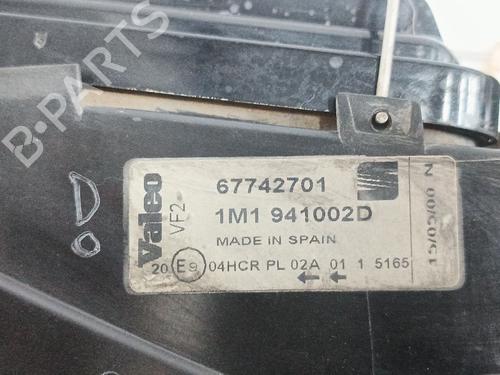 B-PARTS
Valeo
VF2
67742701
1M1 941002D
MADE IN SPAIN
20 E9 04HCR PL 02A 01 1 5165
15/05/00 N
D.